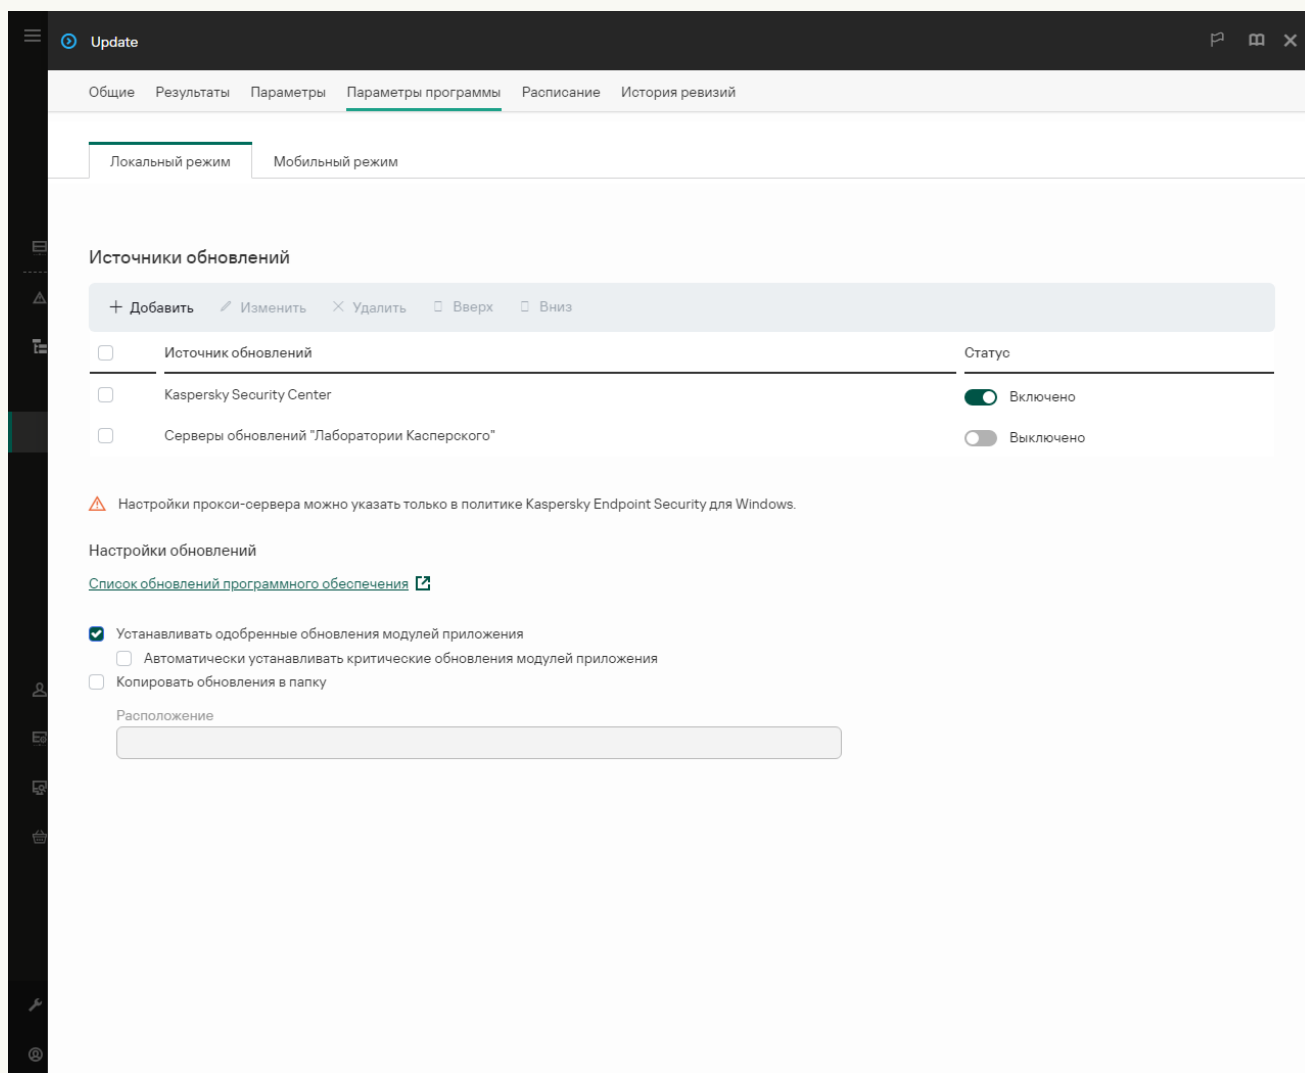 Update
Общие Результаты Параметры Параметры программы Расписание История ревизий
Локальный режим Мобильный режим
Источники обновлений
Добавить Изменить Удалить Вверх Вниз
Источник обновлений Статус
Kaspersky Security Center Включено
Серверы обновлений "Лаборатории Касперского" Выключено
Настройки прокси-сервера можно указать только в политике Kaspersky Endpoint Security для Windows.
Настройки обновлений
Список обновлений программного обеспечения
Устанавливать одобренные обновления модулей приложения
Автоматически устанавливать критические обновления модулей приложения
Копировать обновления в папку
Расположение